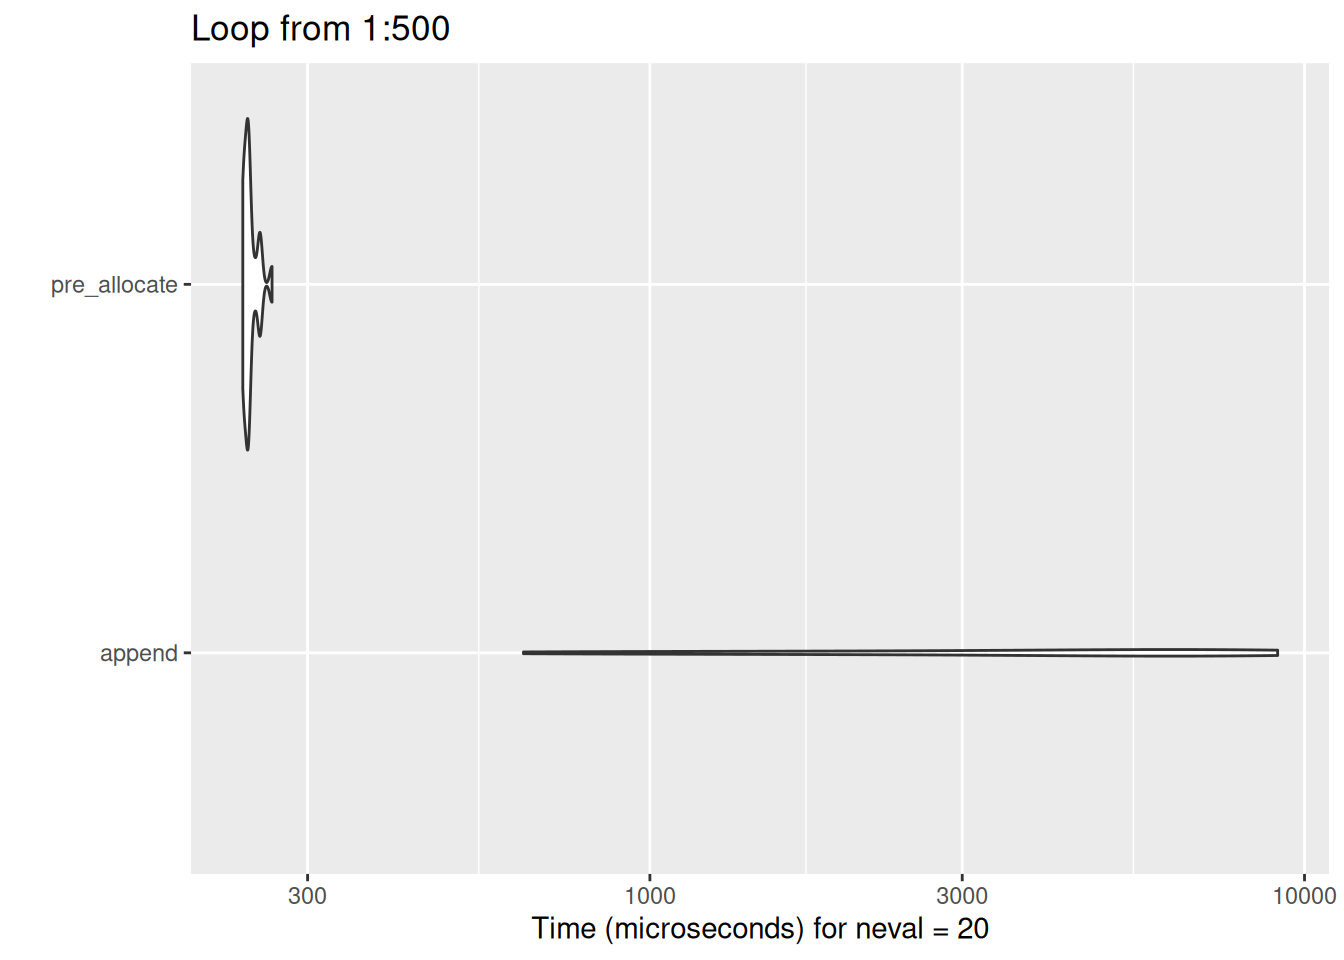 Loop from 1:500
pre_allocate
append
300
1000
3000
10000
Time (microseconds) for neval = 20